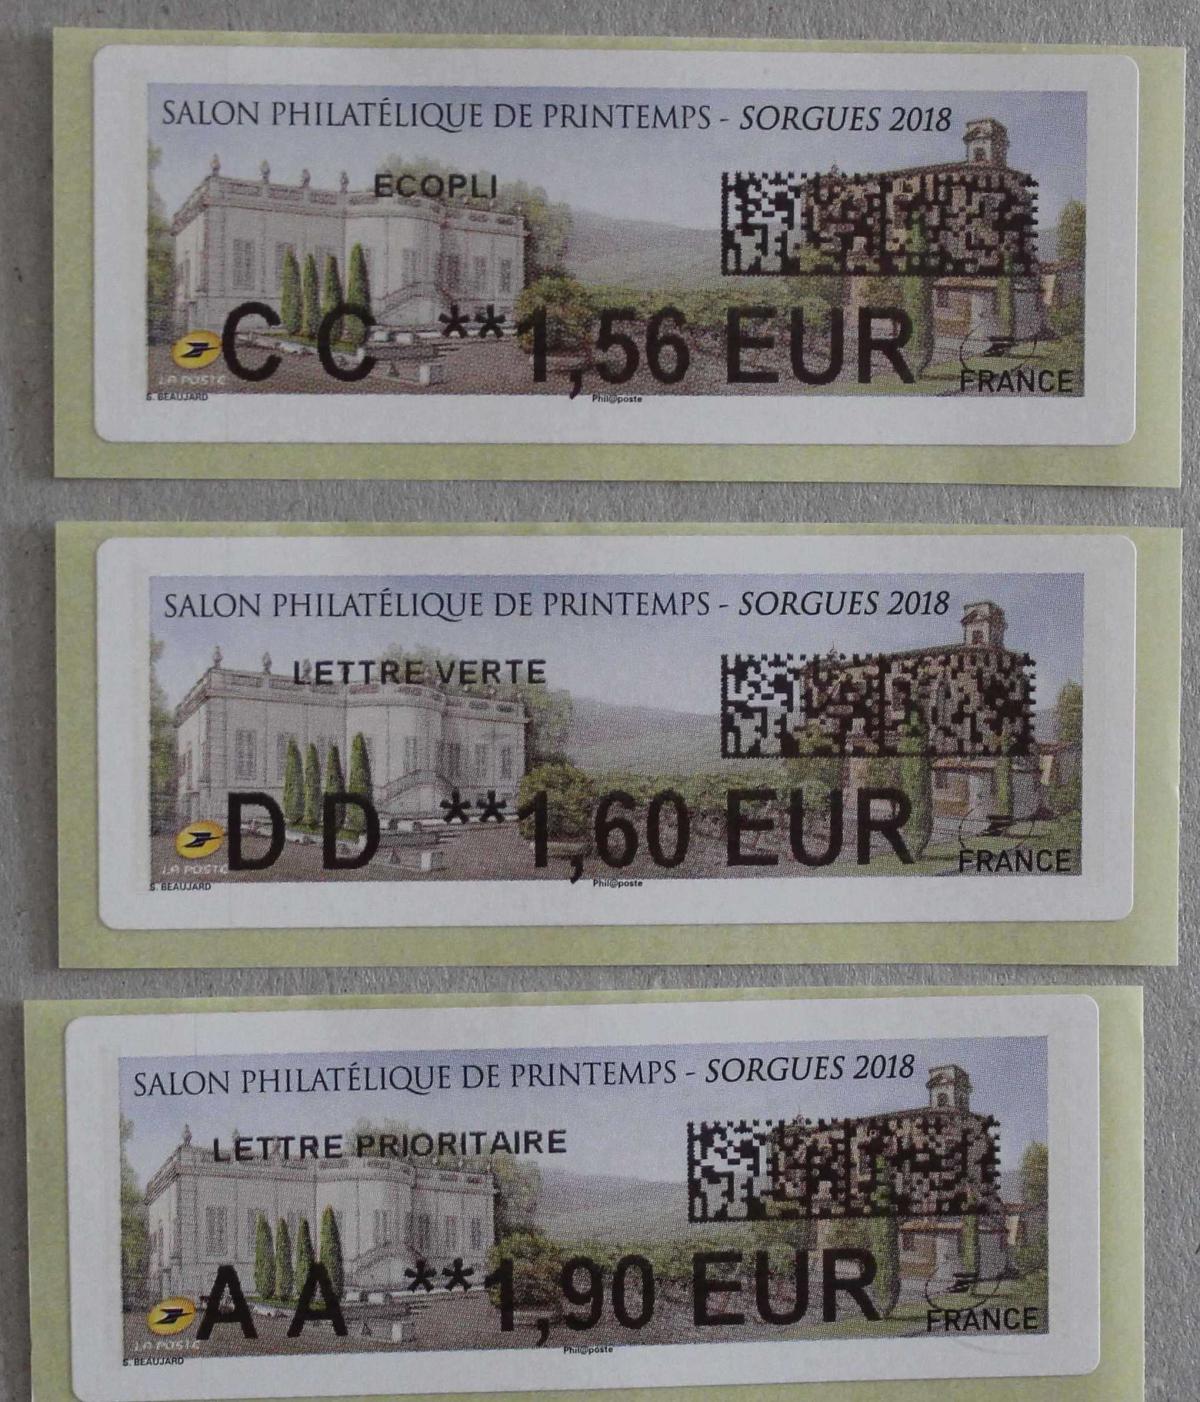 SALON PHILATÉLIQUE DE PRINTEMPS - SORGUES 2018
ECOPLI
C C **1,56 EUR
LA POSTE
FRANCE
S. BEAUJARD
Phil@poste
SALON PHILATÉLIQUE DE PRINTEMPS - SORGUES 2018
LETTRE VERTE
D D **1,60 EUR
LA POSTE
FRANCE
S. BEAUJARD
Phil@poste
SALON PHILATÉLIQUE DE PRINTEMPS - SORGUES 2018
LETTRE PRIORITAIRE
A A **1,90 EUR
LA POSTE
FRANCE
S. BEAUJARD
Phil@poste